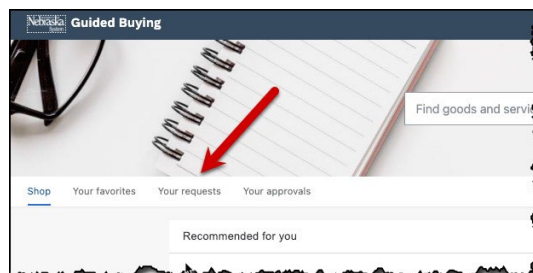 Nebraska
System
Guided Buying
Find goods and servi
Shop
Your favorites
Your requests
Your approvals
Recommended for you